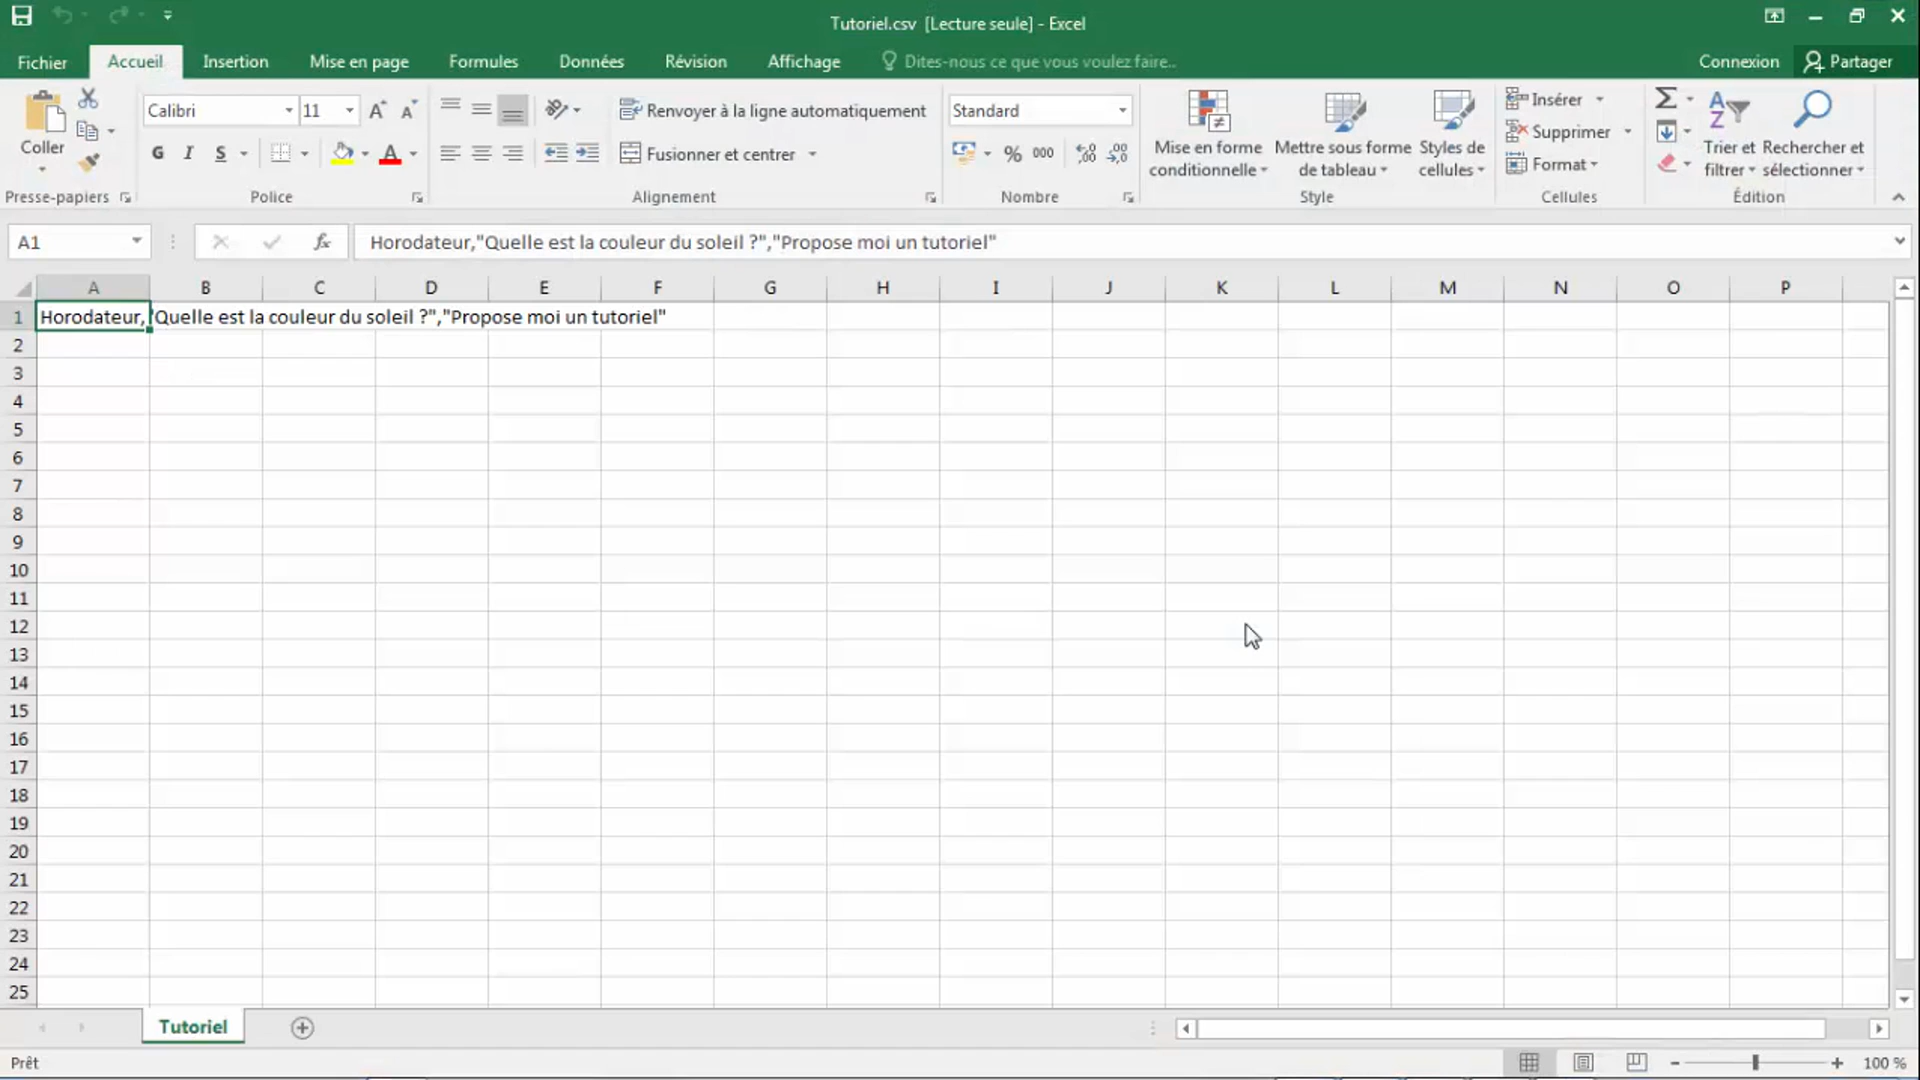 Tutoriel.csv [Lecture seule] - Excel
Fichier Accueil Insertion Mise en page Formules Données Révision Affichage Dites-nous ce que vous voulez faire.. Connexion Partager
Coller
Presse-papiers
Calibri 11
G I S A
Police
Renvoyer à la ligne automatiquement
Fusionner et centrer
Alignement
Standard
% 000
Nombre
Mise en forme conditionnelle
Mettre sous forme de tableau
Styles de cellules
Style
Insérer
Supprimer
Format
Cellules
Trier et filtrer
Rechercher et sélectionner
Édition
A1 fx Horodateur,"Quelle est la couleur du soleil ?","Propose moi un tutoriel"
A B C D E F G H I J K L M N O P
1 Horodateur,"Quelle est la couleur du soleil ?","Propose moi un tutoriel"
2
3
4
5
6
7
8
9
10
11
12
13
14
15
16
17
18
19
20
21
22
23
24
25
Tutoriel
Prêt 100 %